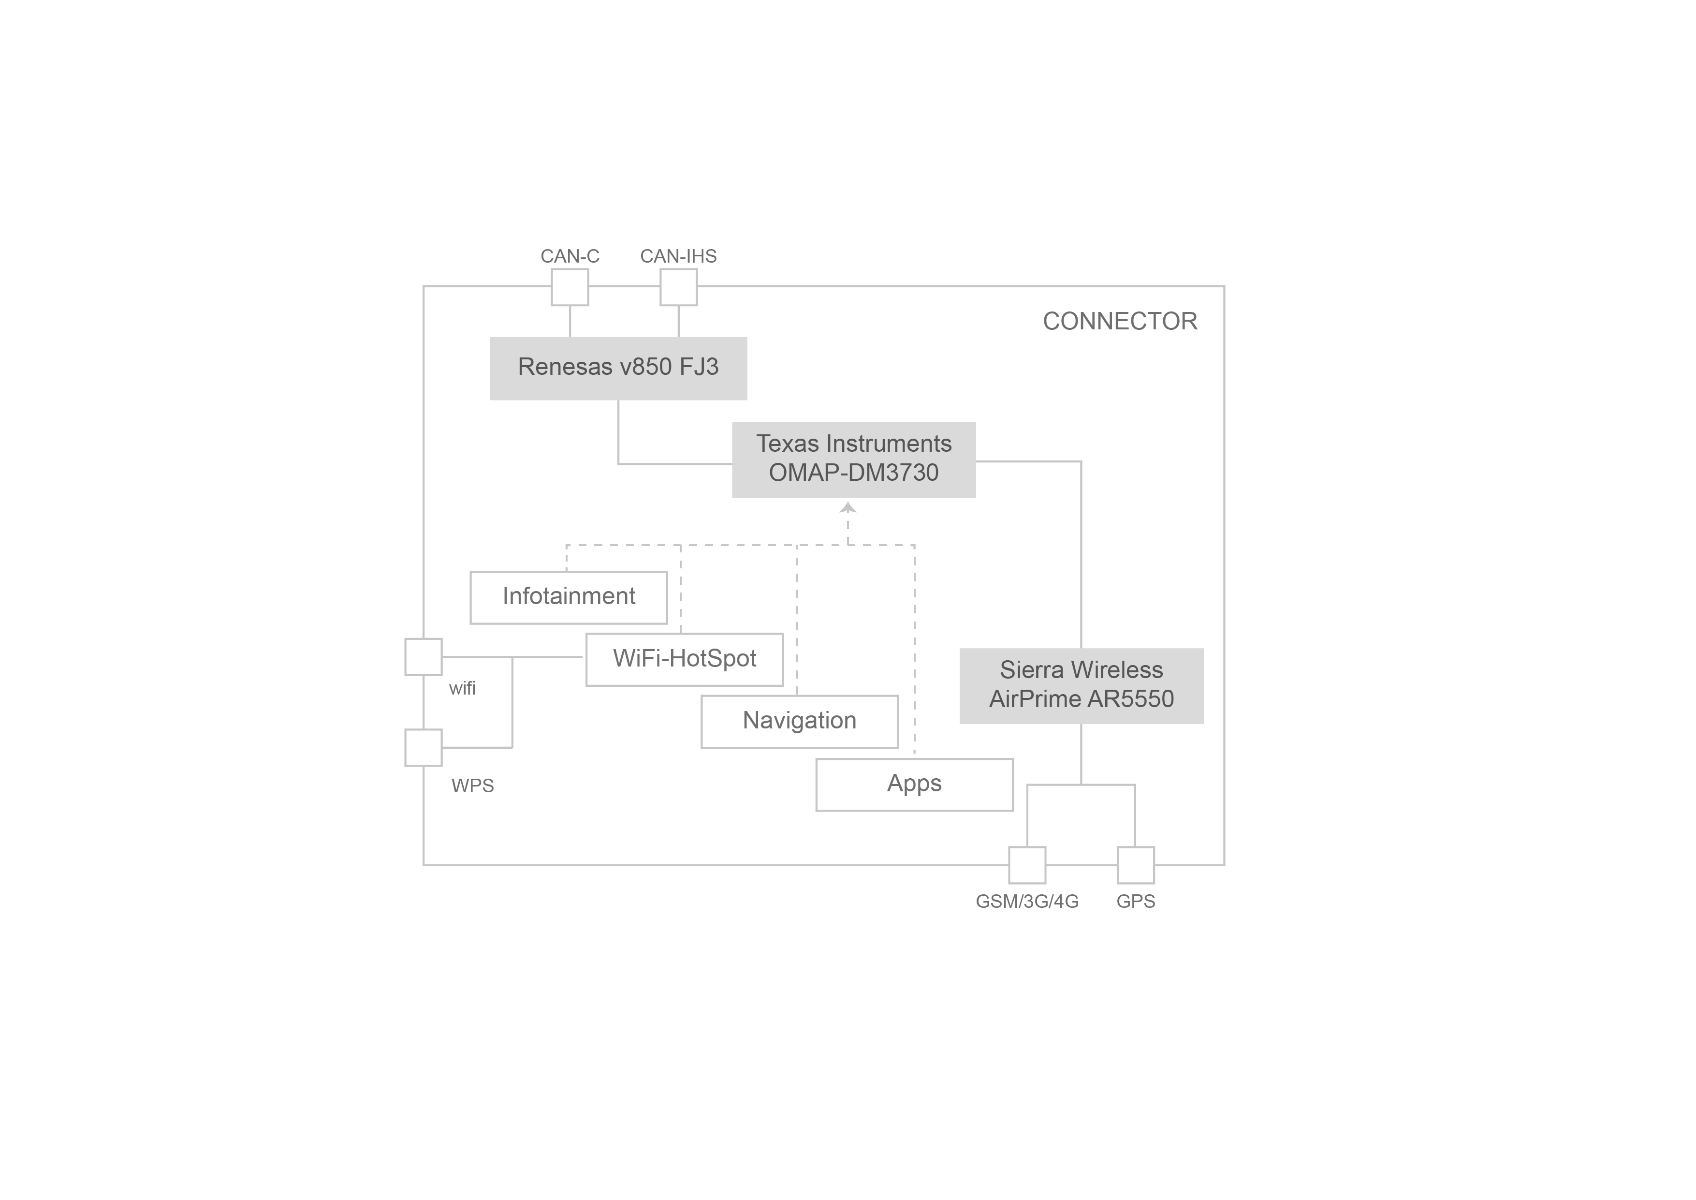 CAN-C
CAN-IHS
CONNECTOR
Renesas v850 FJ3
Texas Instruments
OMAP-DM3730
Infotainment
WiFi-HotSpot
wifi
Navigation
Sierra Wireless
AirPrime AR5550
WPS
Apps
GSM/3G/4G
GPS